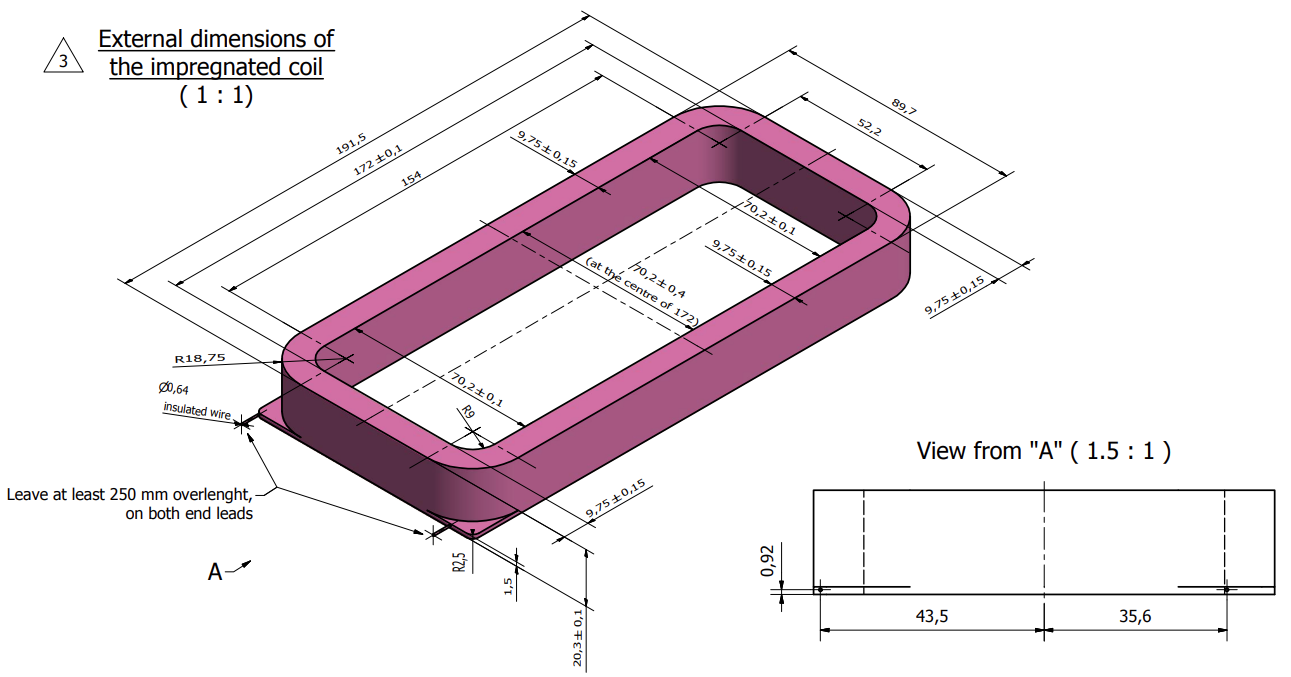 3
External dimensions of
the impregnated coil
( 1 : 1)
191,5
172±0,1
154
9,75±0,15
89,7
52,2
70,2±0,1
9,75±0,15
70,2±0,4
(at the centre of 172)
9,75±0,15
R18,75
Ø0,64
insulated wire
70,2±0,1
R9
Leave at least 250 mm overlenght,
on both end leads
9,75±0,15
A
R2,5
1,5
20,3±0,1
View from "A" ( 1.5 : 1 )
0,92
43,5
35,6